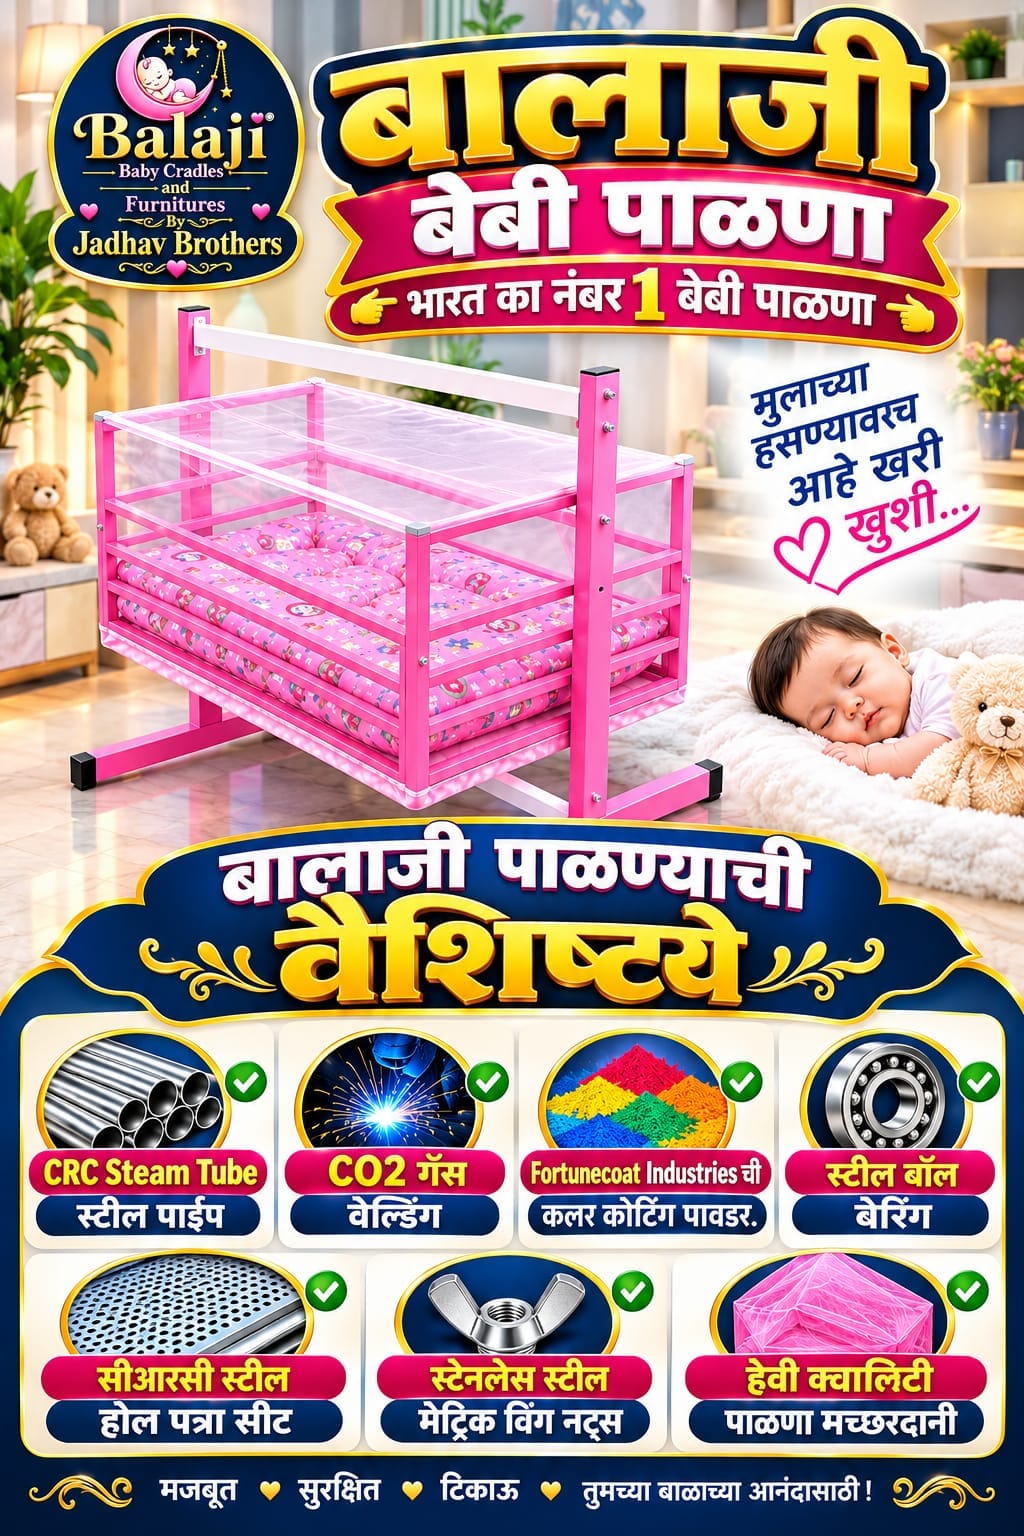 Balaji®
Baby Cradles
and
Furnitures
By
Jadhav Brothers
बालाजी
बेबी पाळणा
भारत का नंबर 1 बेबी पाळणा
मुलाच्या
हसण्यावरच
आहे खरी
खुशी...
बालाजी पाळण्याची
वैशिष्टये
CRC Steam Tube
स्टील पाईप
CO2 गॅस
वेल्डिंग
Fortunecoat Industries ची
कलर कोटिंग पावडर.
स्टील बॉल
बेरिंग
सीआरसी स्टील
होल पत्रा सीट
स्टेनलेस स्टील
मेट्रिक विंग नट्स
हेवी क्वालिटी
पाळणा मच्छरदानी
मजबूत सुरक्षित टिकाऊ तुमच्या बाळाच्या आनंदासाठी !